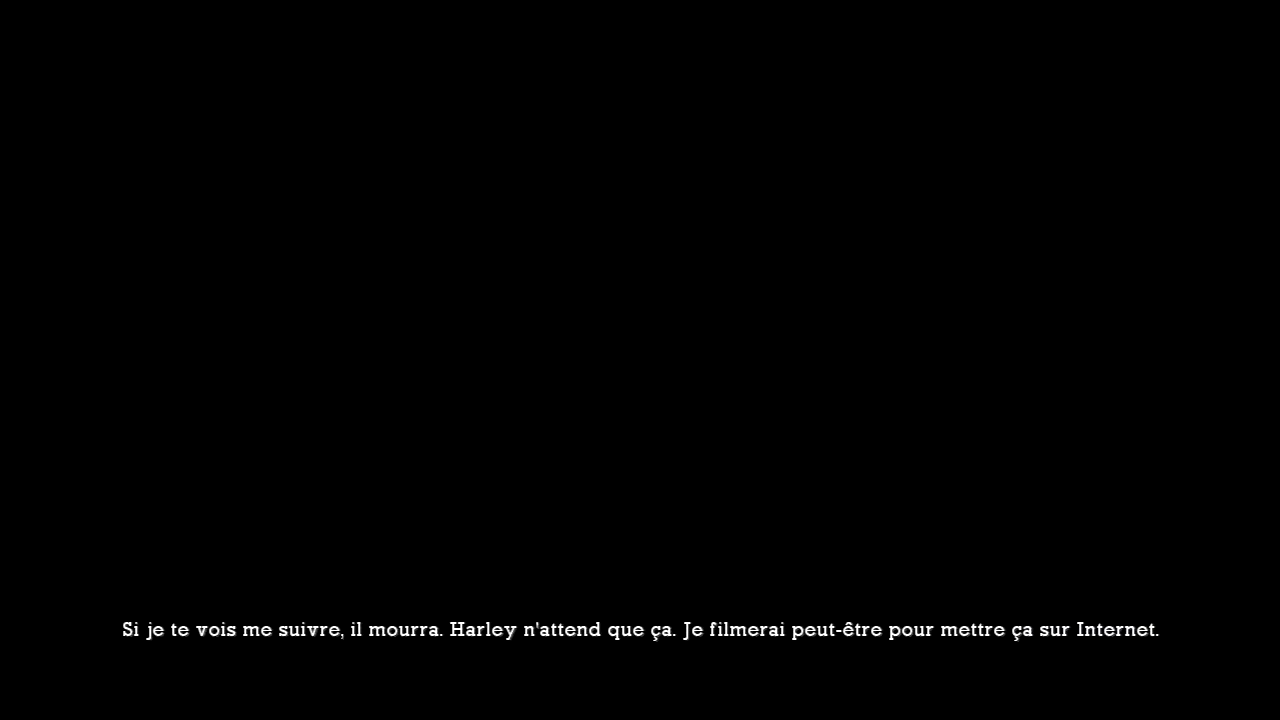 Si je te vois me suivre, il mourra. Harley n'attend que ça. Je filmerai peut-être pour mettre ça sur Internet.